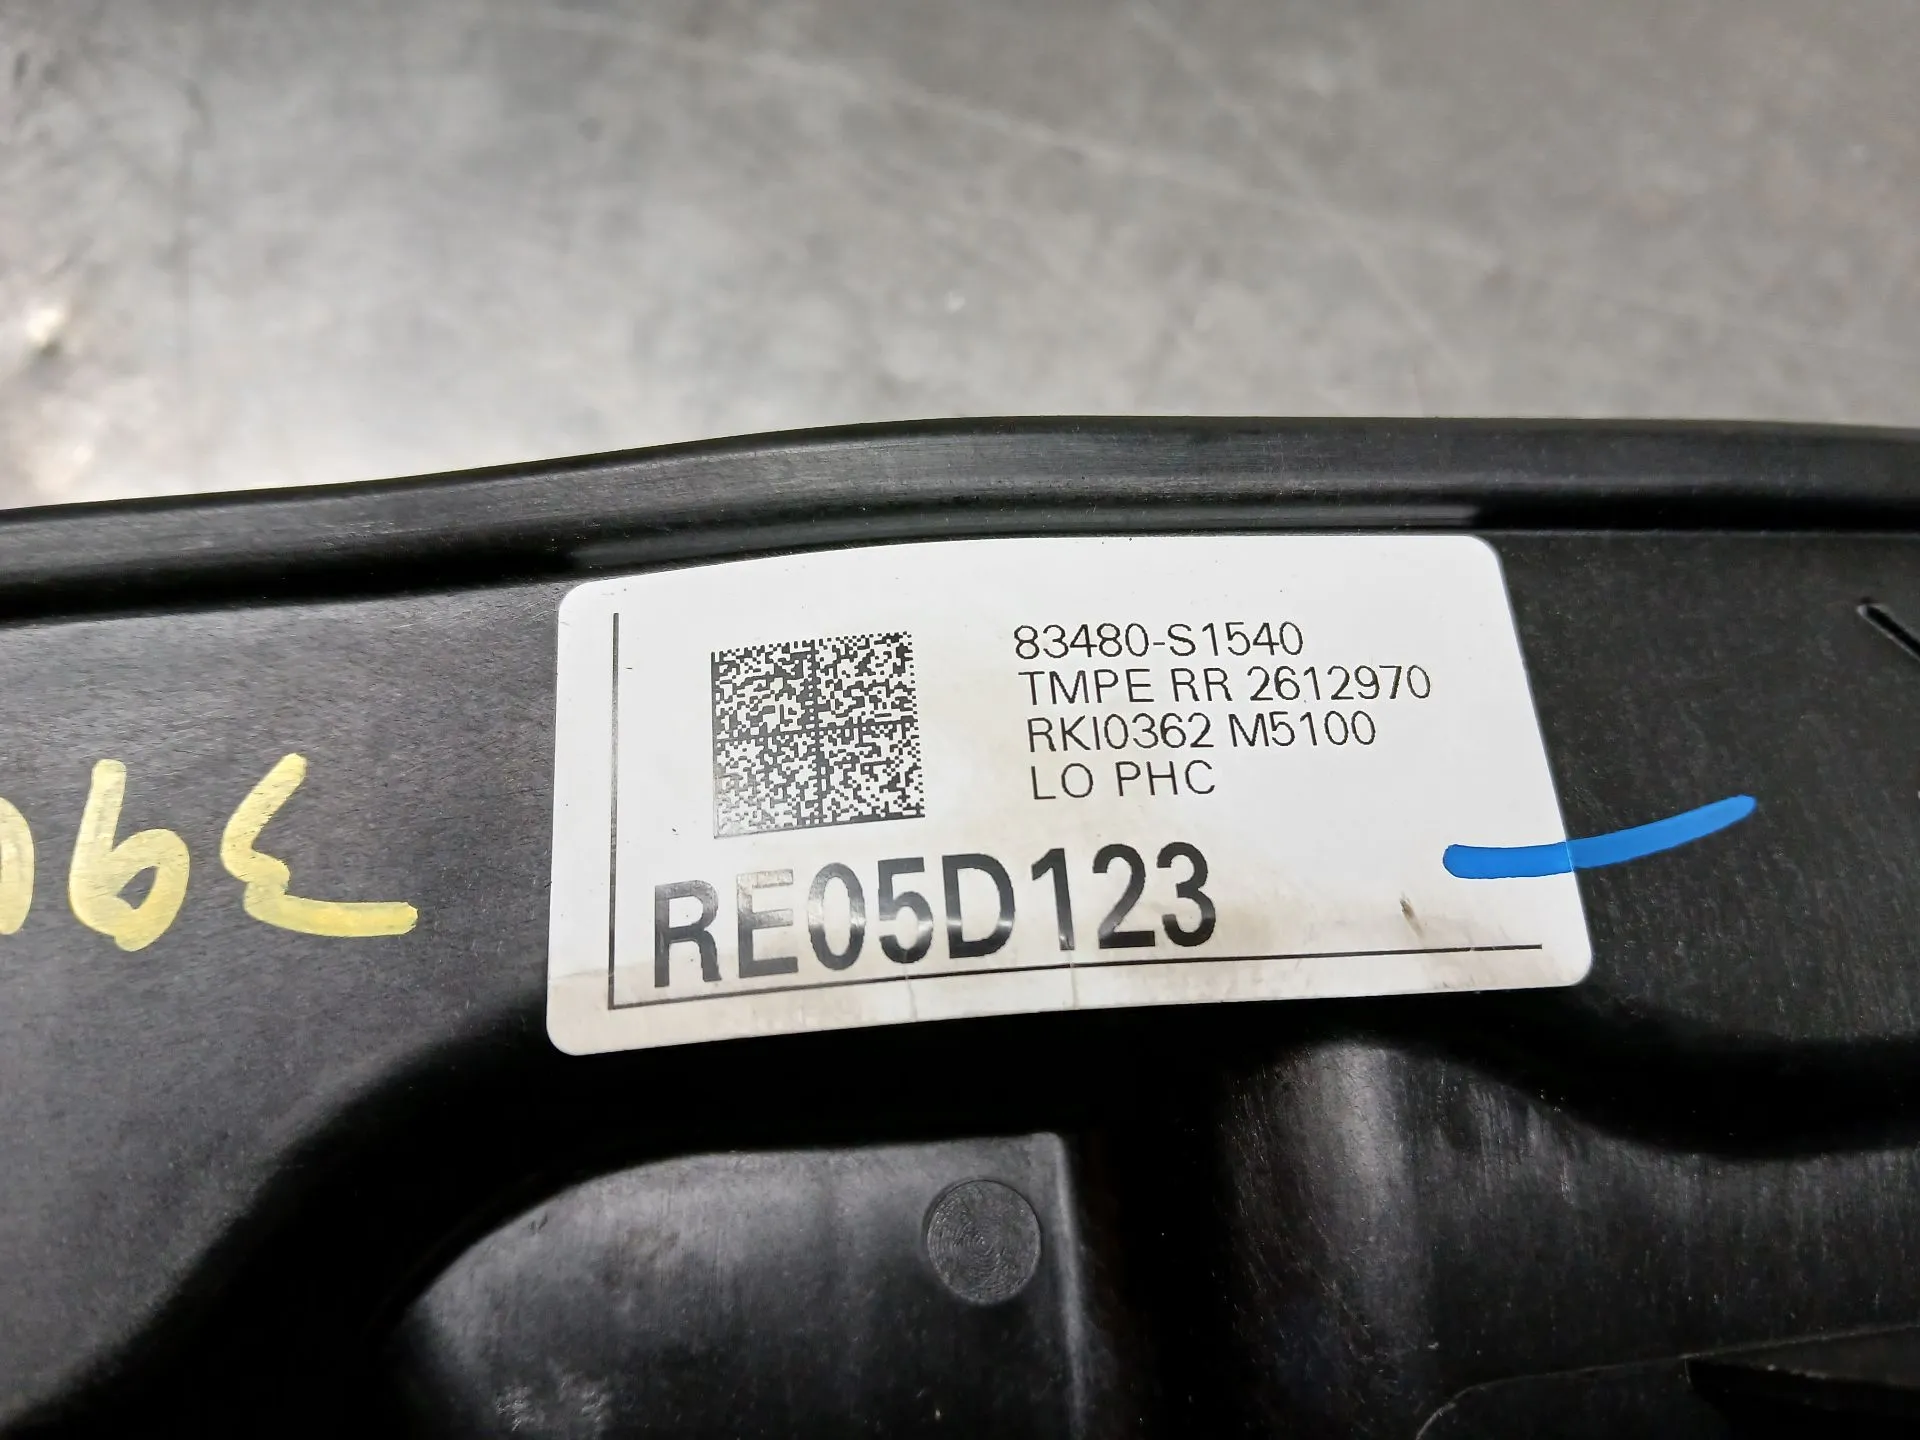 83480-S1540
TMPE RR 2612970
RKI0362 M5100
LO PHC
RE05D123